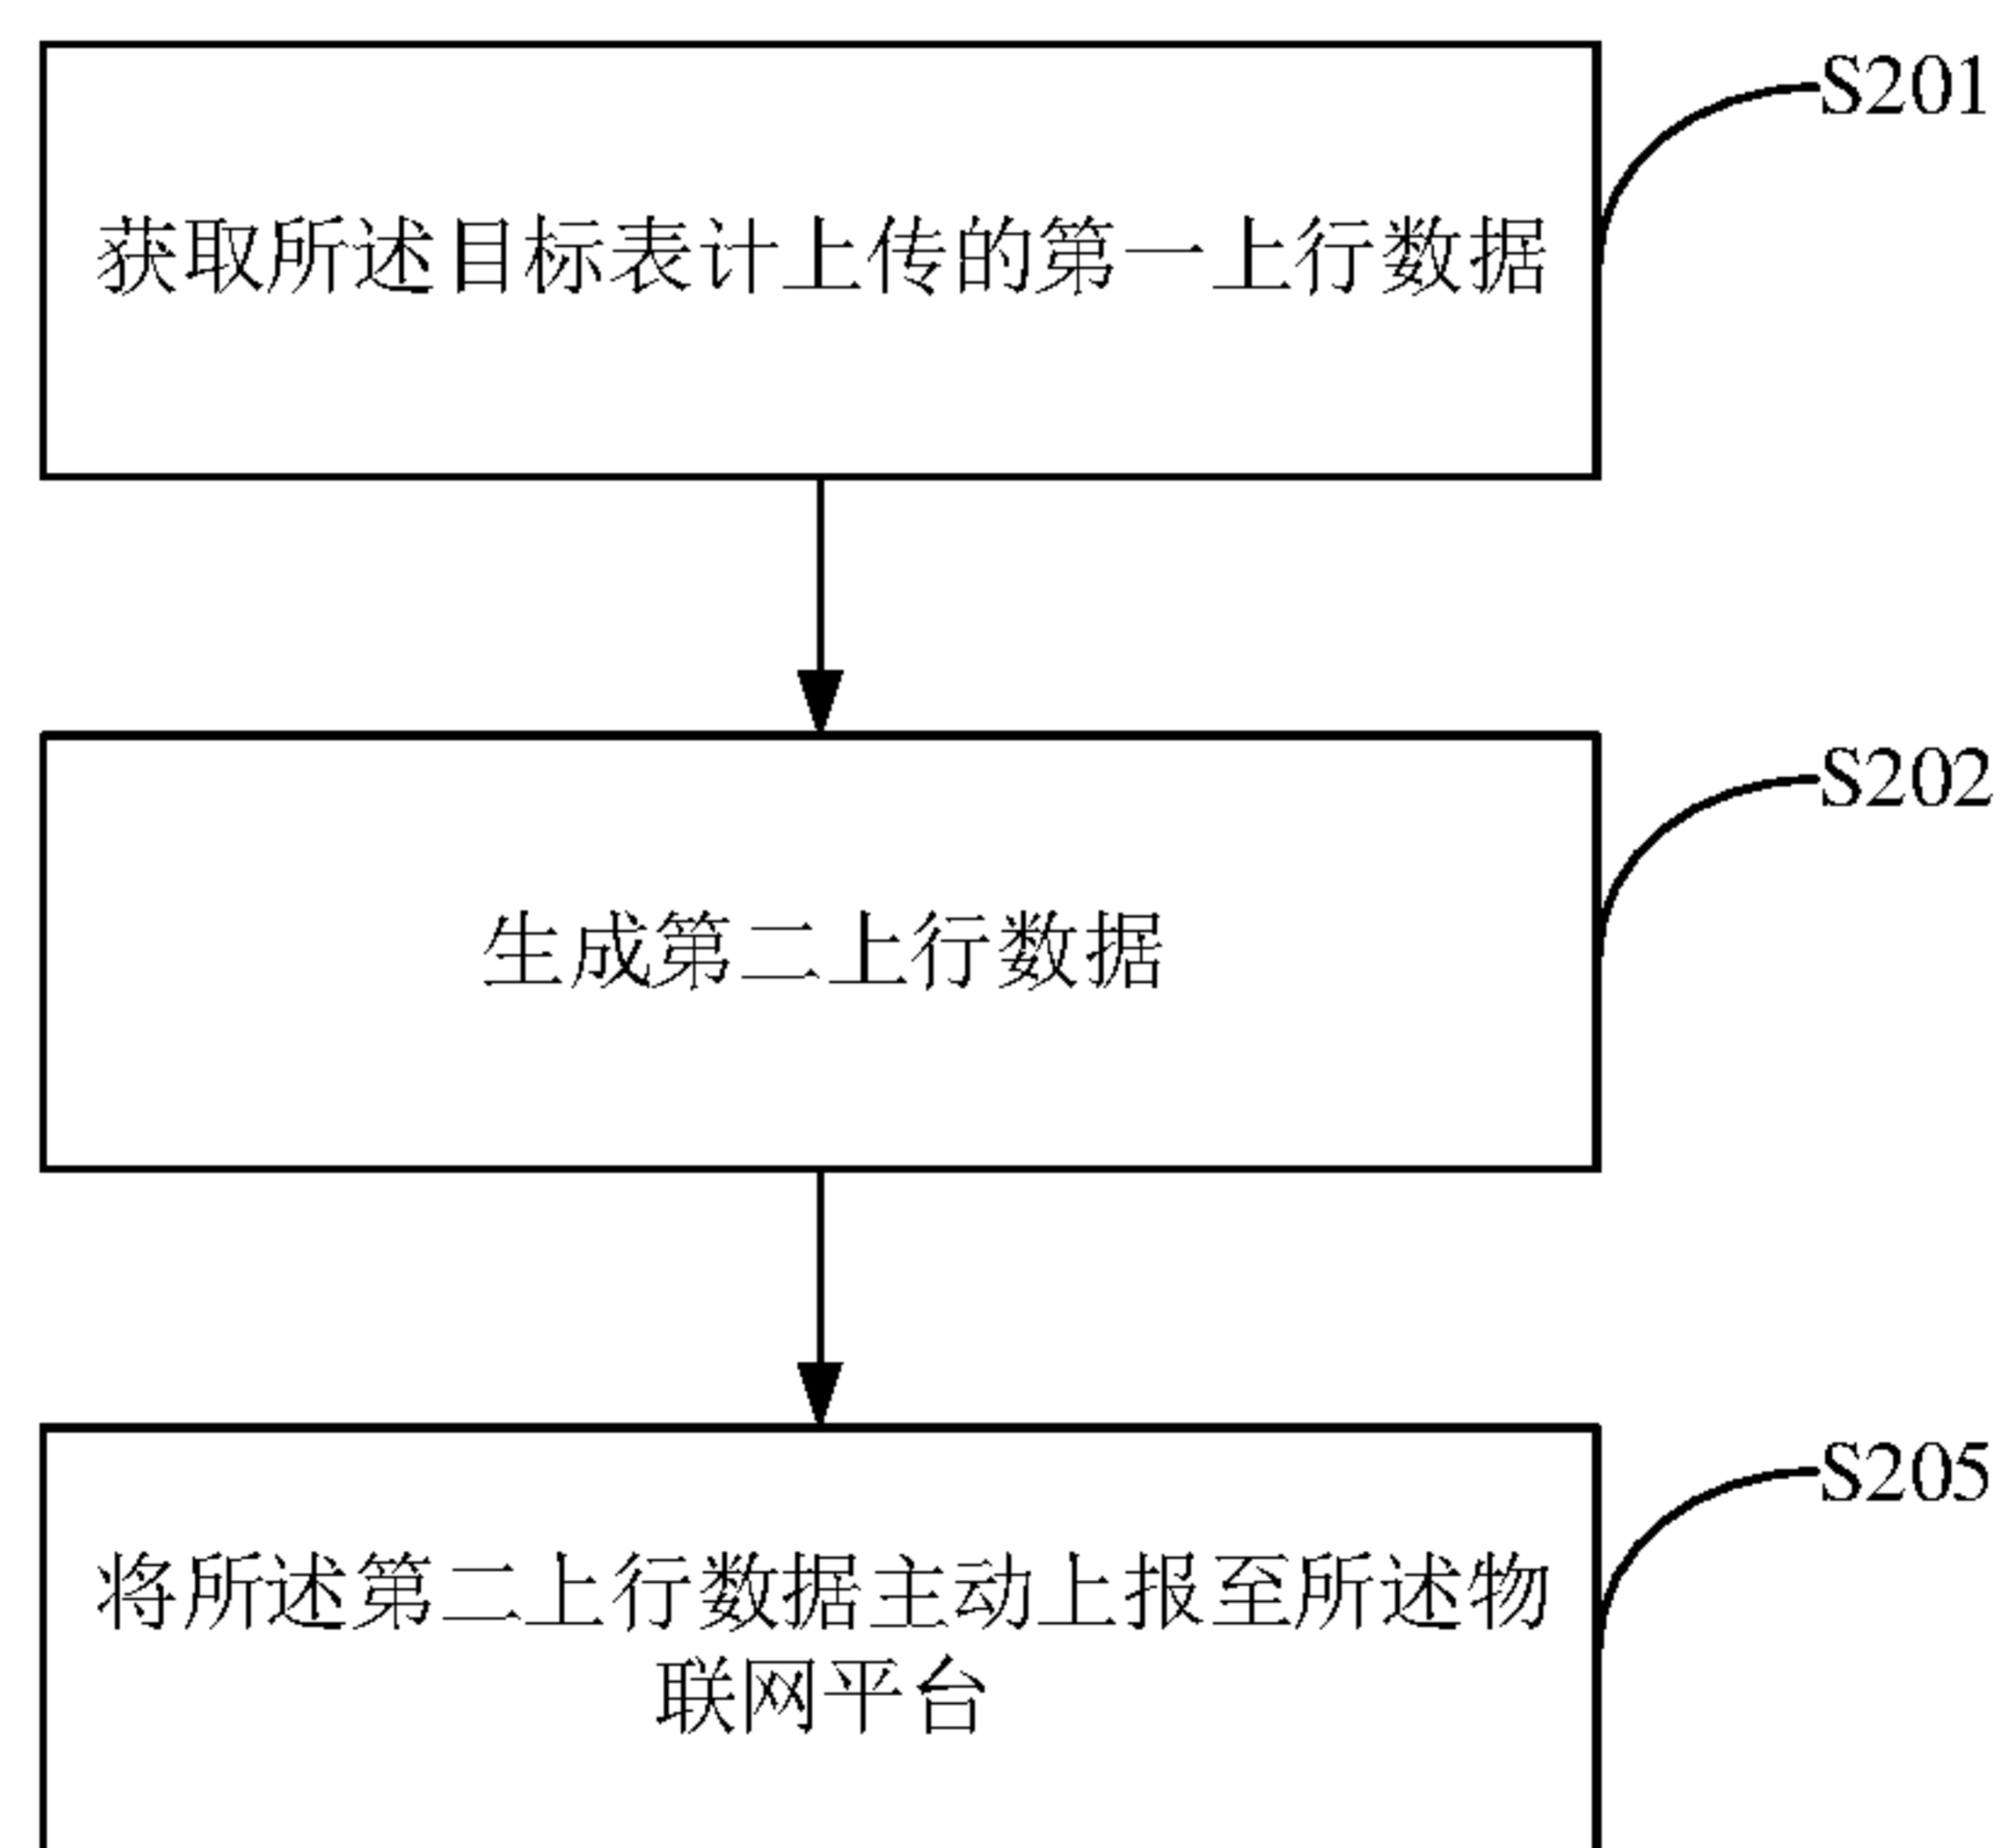 S201
获取所述目标表计上传的第一上行数据
S202
生成第二上行数据
S205
将所述第二上行数据主动上报至所述物
联网平台